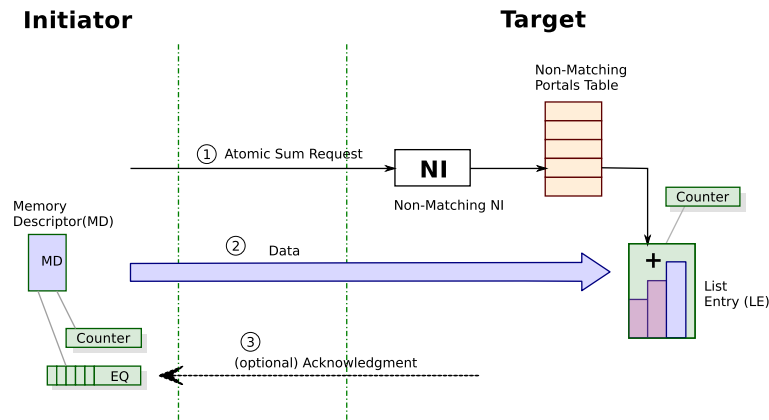 Initiator
Target
Non-Matching
Portals Table
1 Atomic Sum Request
NI
Non-Matching NI
Counter
Memory
Descriptor(MD)
MD
2 Data
+
List
Entry (LE)
Counter
3
(optional) Acknowledgment
EQ